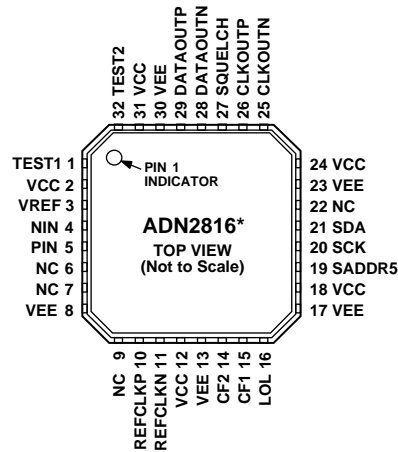 32 TEST2
31 VCC
30 VEE
29 DATAOUTP
28 DATAOUTN
27 SQUELCH
26 CLKOUTP
25 CLKOUTN
TEST1 1
VCC 2
VREF 3
NIN 4
PIN 5
NC 6
NC 7
VEE 8
PIN 1
INDICATOR
ADN2816*
TOP VIEW
(Not to Scale)
24 VCC
23 VEE
22 NC
21 SDA
20 SCK
19 SADDR5
18 VCC
17 VEE
NC 9
REFCLKP 10
REFCLKN 11
VCC 12
VEE 13
CF2 14
CF1 15
LOL 16